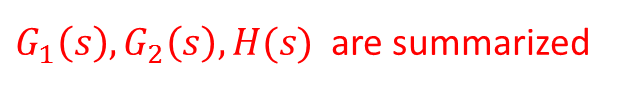 G₁(s), G₂(s), H(s) are summarized